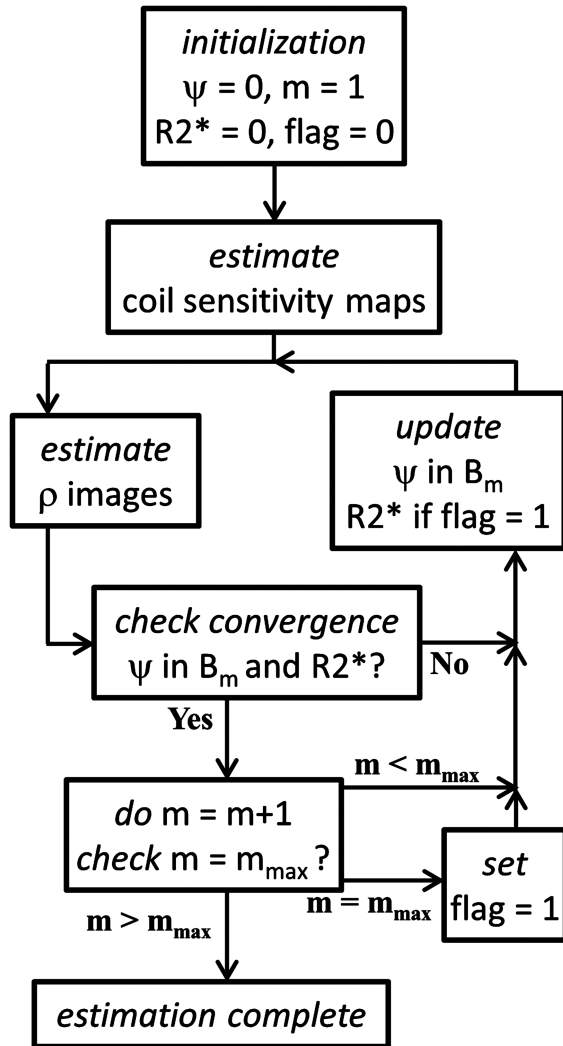 initialization
ψ = 0, m = 1
R2* = 0, flag = 0
estimate
coil sensitivity maps
estimate
ρ images
update
ψ in Bₘ
R2* if flag = 1
check convergence
ψ in Bₘ and R2*?
No
Yes
do m = m+1
check m = mₘₐₓ ?
m < mₘₐₓ
m = mₘₐₓ
set
flag = 1
m > mₘₐₓ
estimation complete